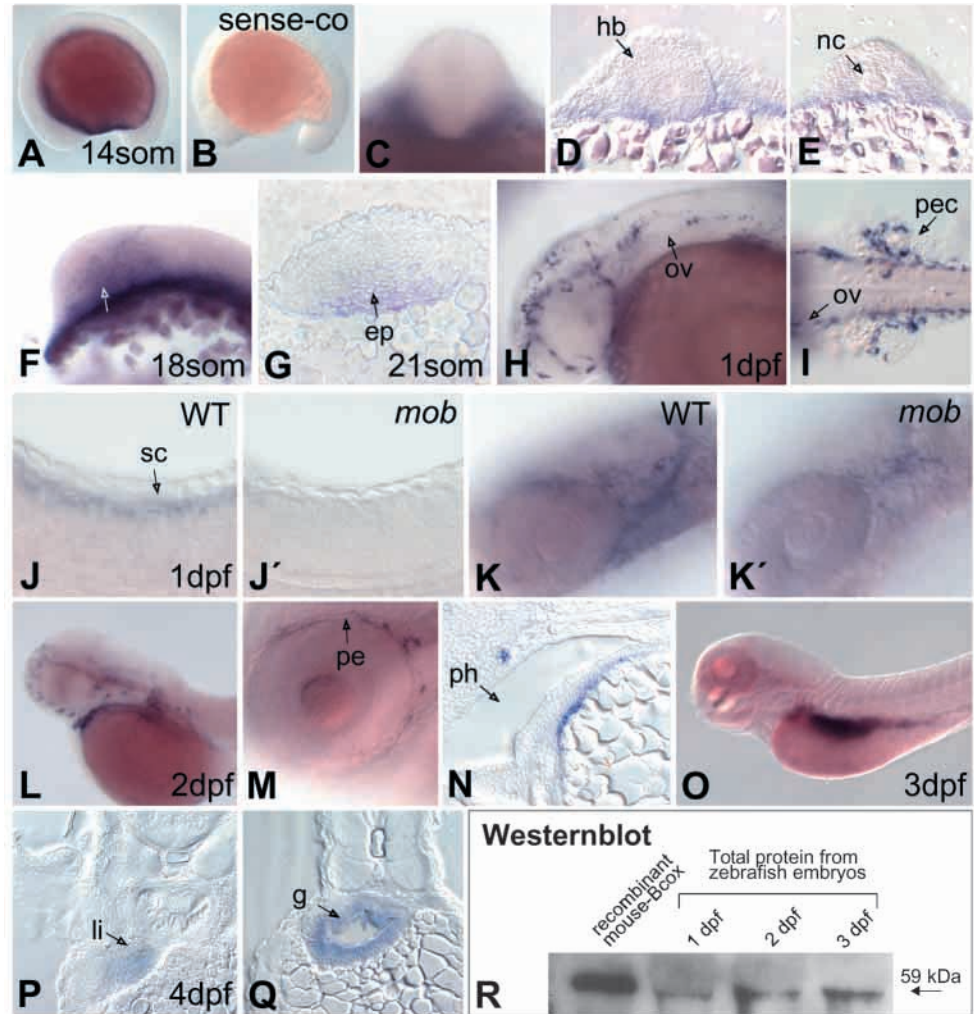 sense-co
hb
nc
A
14som
B
C
D
E
pec
ov
ov
ep
F
18som
G
21som
H
1dpf
I
WT
mob
WT
mob
sc
J
1dpf
J´
K
K´
pe
ph
L
2dpf
M
N
O
3dpf
Westernblot
Total protein from
zebrafish embryos
recombinant
mouse-Bcox
1 dpf
2 dpf
3 dpf
li
g
59 kDa
P
4dpf
Q
R